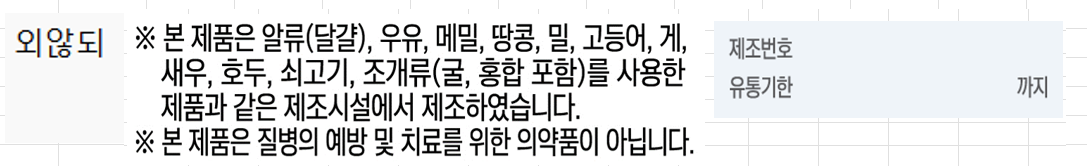 외않되
※ 본 제품은 알류(달걀), 우유, 메밀, 땅콩, 밀, 고등어, 게,
새우, 호두, 쇠고기, 조개류(굴, 홍합 포함)를 사용한
제품과 같은 제조시설에서 제조하였습니다.
※ 본 제품은 질병의 예방 및 치료를 위한 의약품이 아닙니다.
제조번호
유통기한 까지